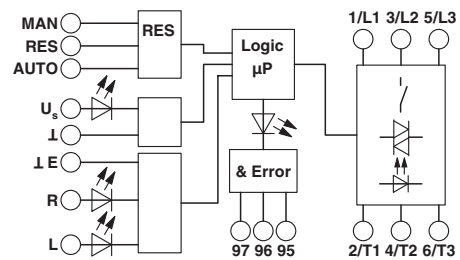 MAN
RES
AUTO
RES
Us
⊥
⊥ E
R
L
Logic
µP
& Error
97 96 95
1/L1 3/L2 5/L3
2/T1 4/T2 6/T3